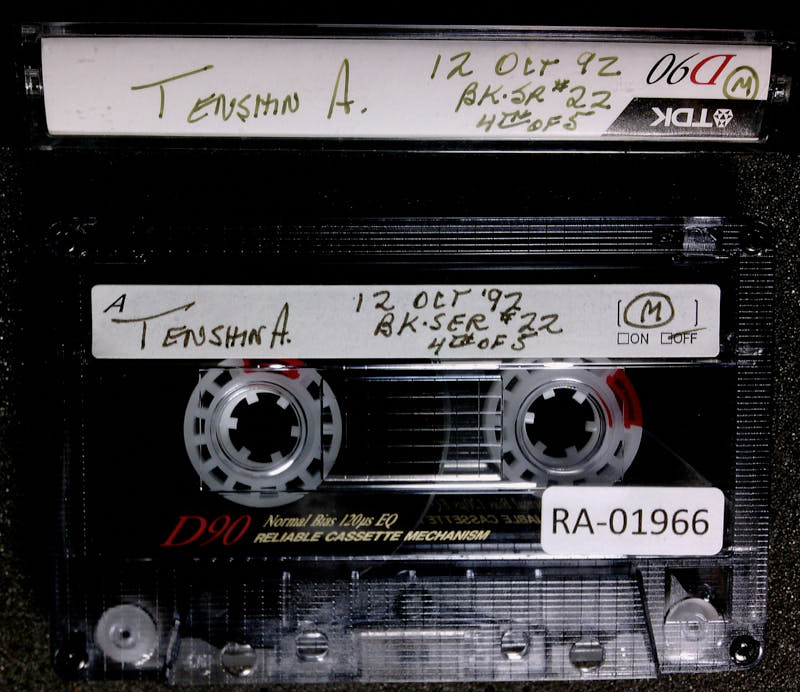 TENSHIN A.
12 OCT 92
BK·SR #22
4TH OF 5
D90
M
TDK
A
TENSHIN A.
12 OCT '92
BK·SER #22
4TH OF 5
[ M ]
ON OFF
D90 Normal Bias 120µs EQ
RELIABLE CASSETTE MECHANISM
RA-01966